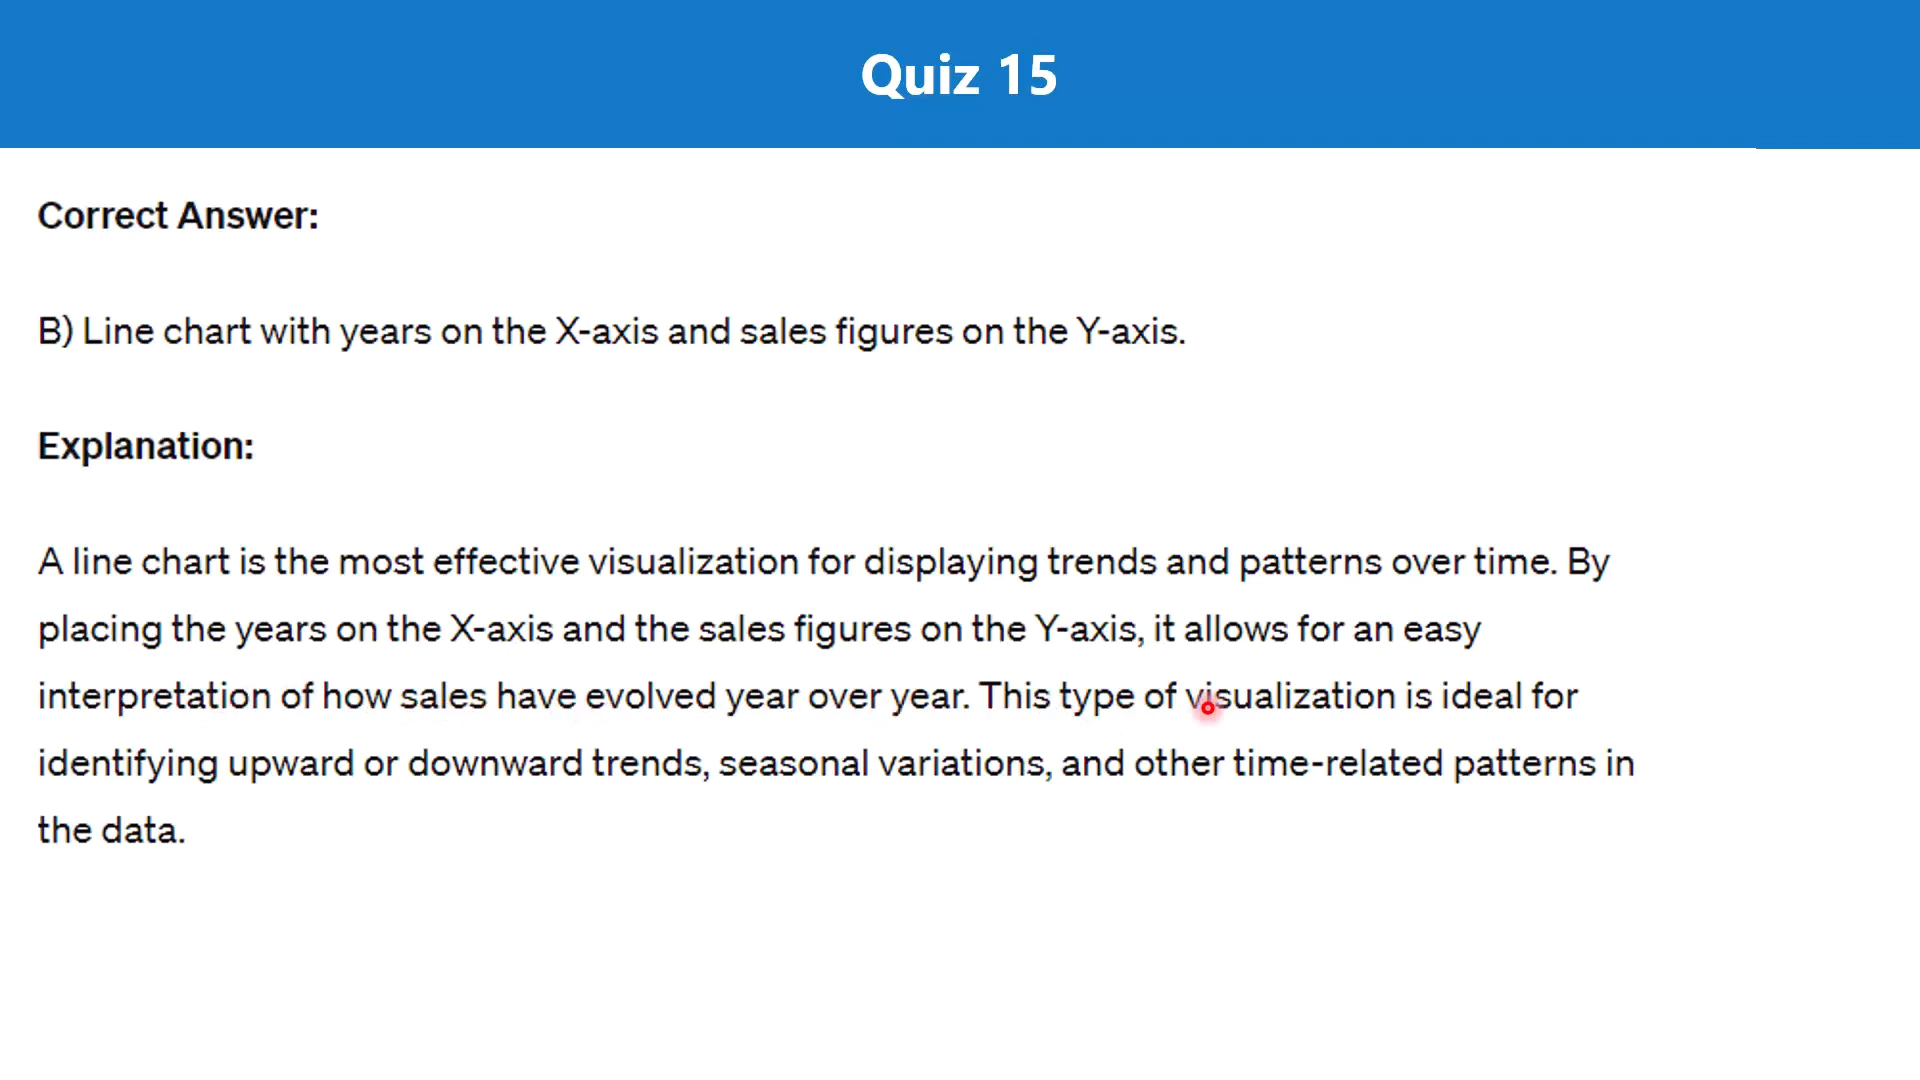 Quiz 15
Correct Answer:
B) Line chart with years on the X-axis and sales figures on the Y-axis.
Explanation:
A line chart is the most effective visualization for displaying trends and patterns over time. By
placing the years on the X-axis and the sales figures on the Y-axis, it allows for an easy
interpretation of how sales have evolved year over year. This type of visualization is ideal for
identifying upward or downward trends, seasonal variations, and other time-related patterns in
the data.